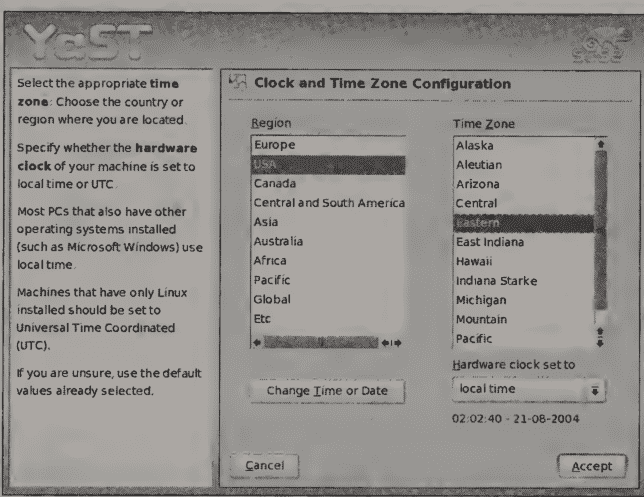 YaST
Select the appropriate time
zone: Choose the country or
region where you are located.
Specify whether the hardware
clock of your machine is set to
local time or UTC.
Most PCs that also have other
operating systems installed
(such as Microsoft Windows) use
local time.
Machines that have only Linux
installed should be set to
Universal Time Coordinated
(UTC).
If you are unsure, use the default
values already selected.
Clock and Time Zone Configuration
Region
Europe
USA
Canada
Central and South America
Asia
Australia
Africa
Pacific
Global
Etc
Change Time or Date
Time Zone
Alaska
Aleutian
Arizona
Central
Eastern
East Indiana
Hawaii
Indiana Starke
Michigan
Mountain
Pacific
Hardware clock set to
local time
02:02:40 - 21-08-2004
Cancel
Accept